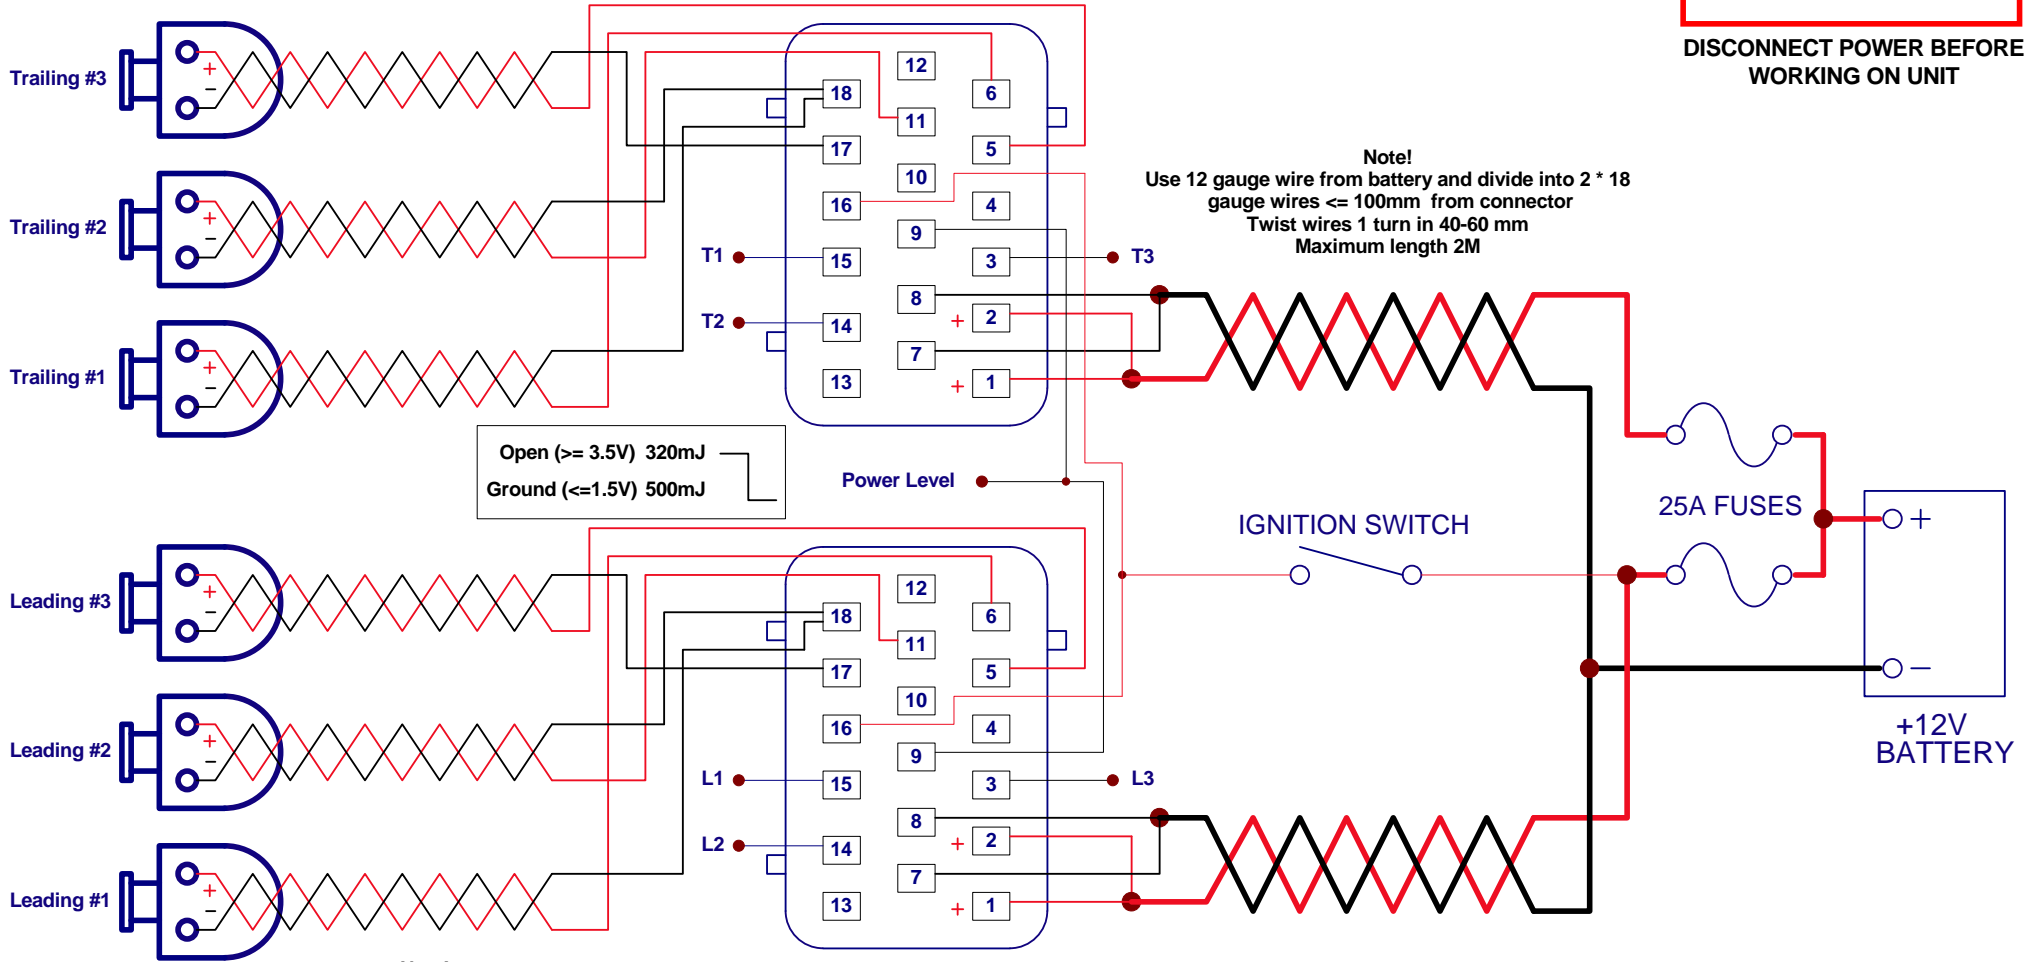 DISCONNECT POWER BEFORE
WORKING ON UNIT
Trailing #3
+
−
12
18
6
11
17
5
10
16
4
9
15
3
8
14
+
2
7
13
+
1
Note!
Use 12 gauge wire from battery and divide into 2 * 18
gauge wires <= 100mm  from connector
Twist wires 1 turn in 40-60 mm
Maximum length 2M
Trailing #2
+
−
T1
T3
T2
Trailing #1
+
−
Open (>= 3.5V)  320mJ
Ground (<=1.5V)  500mJ
Power Level
IGNITION SWITCH
25A FUSES
+
−
+12V
BATTERY
Leading #3
+
−
12
18
6
11
17
5
10
16
4
9
15
3
8
14
+
2
7
13
+
1
Leading #2
+
−
L1
L3
L2
Leading #1
+
−